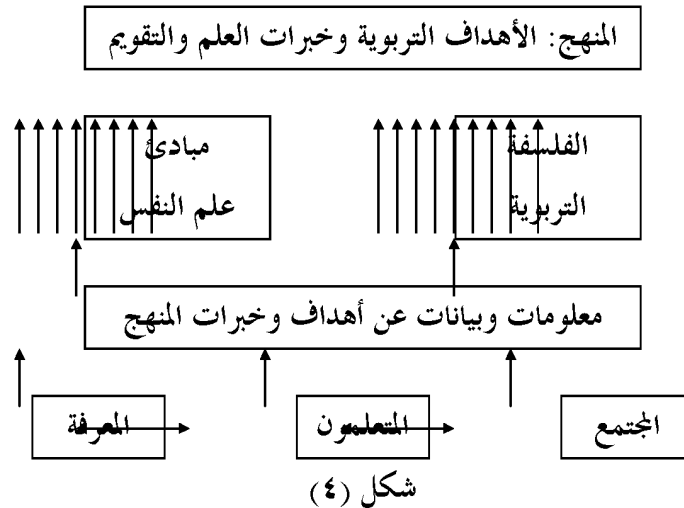 المنهج: الأهداف التربوية وخبرات العلم والتقويم
الفلسفة
التربوية
مبادئ
علم النفس
معلومات وبيانات عن أهداف وخبرات المنهج
المجتمع
المتعلمون
المعرفة
شكل (٤)